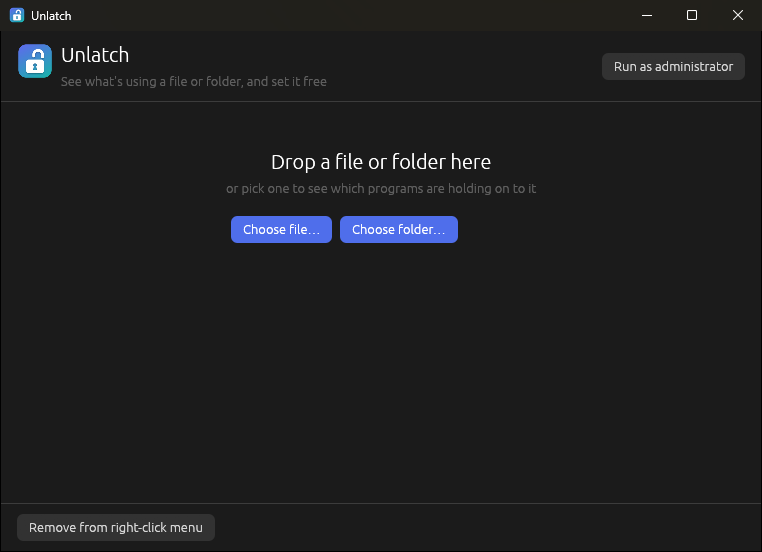 Unlatch
Unlatch
See what's using a file or folder, and set it free
Run as administrator
Drop a file or folder here
or pick one to see which programs are holding on to it
Choose file...
Choose folder...
Remove from right-click menu